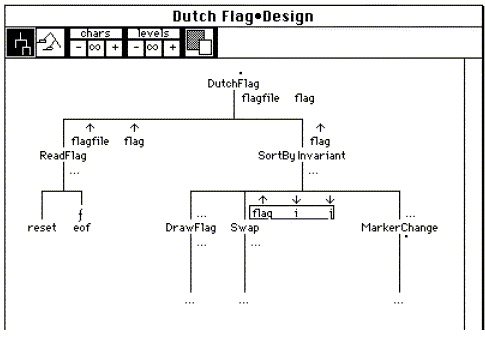 Dutch Flag•Design
chars levels
- ∞ + - ∞ +
DutchFlag
flagfile flag
flagfile flag flag
ReadFlag SortByInvariant
... ...
... flag i j ...
reset eof DrawFlag Swap MarkerChange
... ...
... ... ...